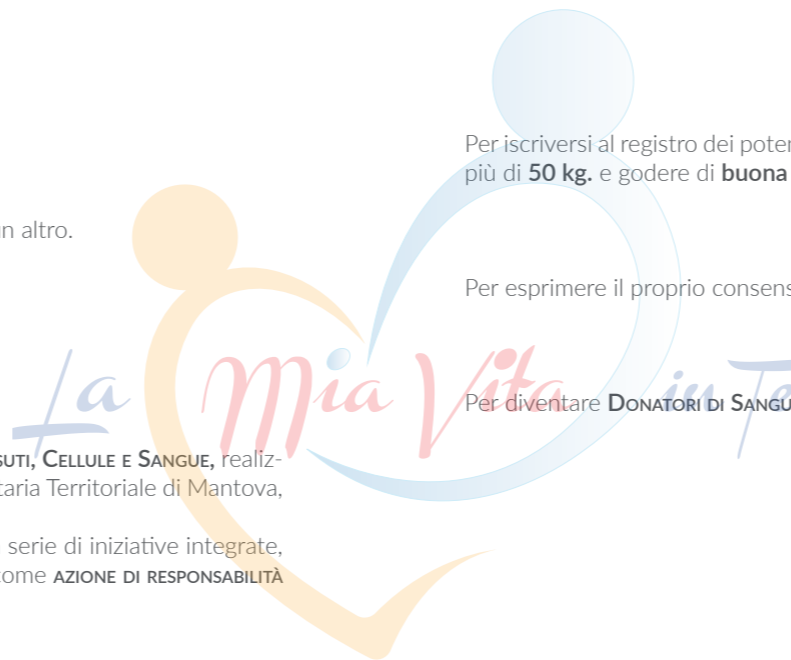 n altro.
suti, Cellule e Sangue, realiz-
taria Territoriale di Mantova,
serie di iniziative integrate,
come azione di responsabilità
Per iscriversi al registro dei poten
più di 50 kg. e godere di buona
Per esprimere il proprio consens
Per diventare Donatori di Sangu
La Mia Vita in Te